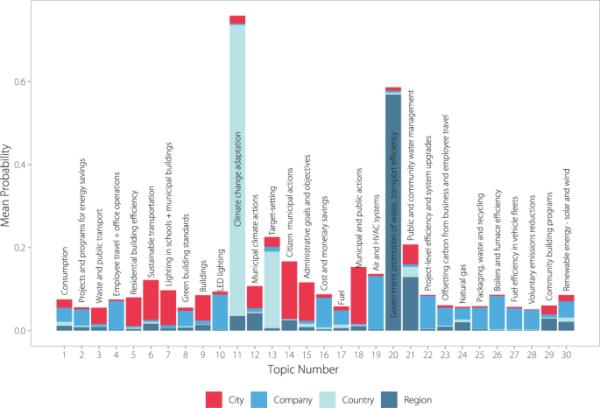 Mean Probability
0.6
0.4
0.2
0.0
Consumption
Projects and programs for energy savings
Waste and public transport
Employee travel + office operations
Residential building efficiency
Sustainable transportation
Lighting in schools + municipal buildings
Green building standards
Buildings
LED lighting
Climate change adaptation
Municipal climate actions
Target-setting
Citizen municipal actions
Administrative goals and objectives
Cost and monetary savings
Fuel
Municipal and public actions
Air and HVAC systems
Government promotion of waste, transport efficiency
Public and community water management
Project-level efficiency and system upgrades
Offsetting carbon from business and employee travel
Natural gas
Packaging, waste and recycling
Boilers and furnace efficiency
Fuel efficiency in vehicle fleets
Voluntary emissions reductions
Community building programs
Renewable energy - solar and wind
1 2 3 4 5 6 7 8 9 10 11 12 13 14 15 16 17 18 19 20 21 22 23 24 25 26 27 28 29 30
Topic Number
City Company Country Region